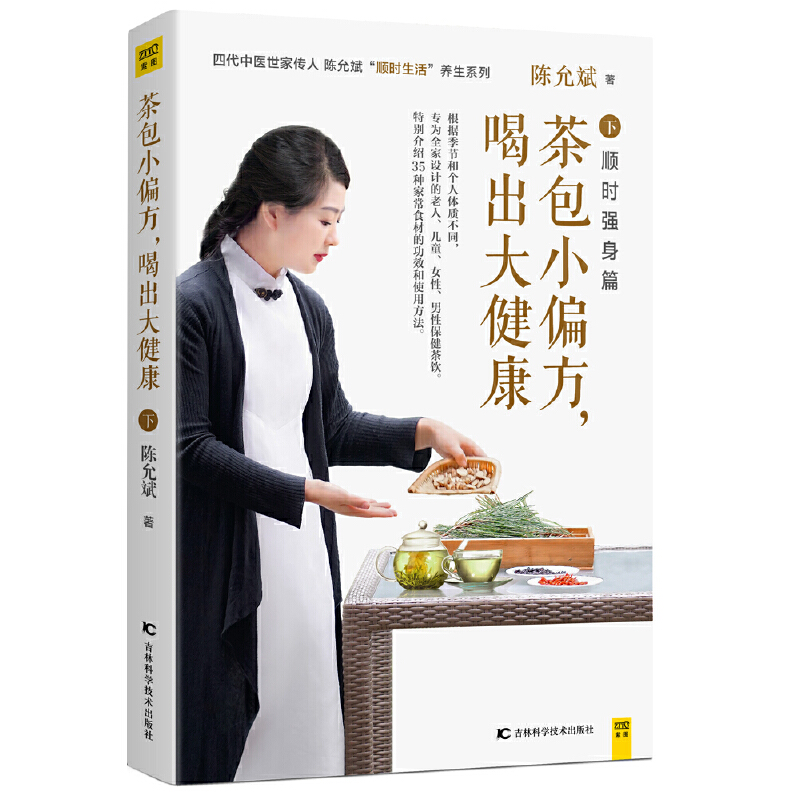 紫图
茶包小偏方，喝出大健康
下
陈允斌
著
吉林科学技术出版社
四代中医世家传人 陈允斌“顺时生活”养生系列
陈允斌 著
茶包小偏方，
喝出大健康
下 顺时强身篇
根据季节和个人体质不同，
专为全家设计的老人、儿童、女性、男性保健茶饮。
特别介绍35种家常食材的功效和使用方法。
吉林科学技术出版社
紫图